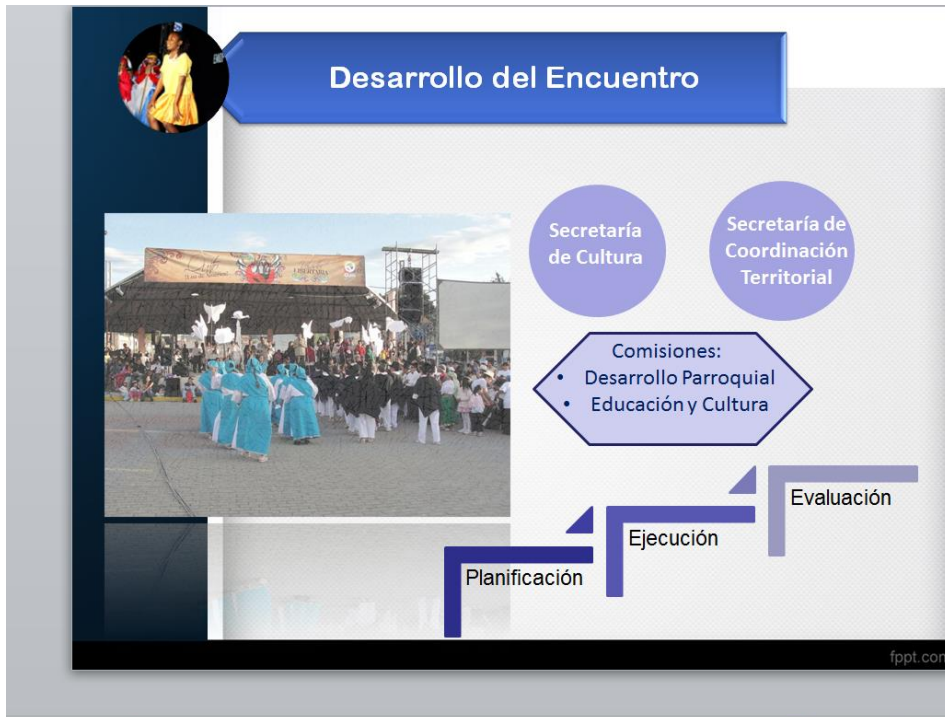 Desarrollo del Encuentro
Secretaría
de Cultura
Secretaría de
Coordinación
Territorial
Comisiones:
• Desarrollo Parroquial
• Educación y Cultura
Evaluación
Ejecución
Planificación
fppt.com